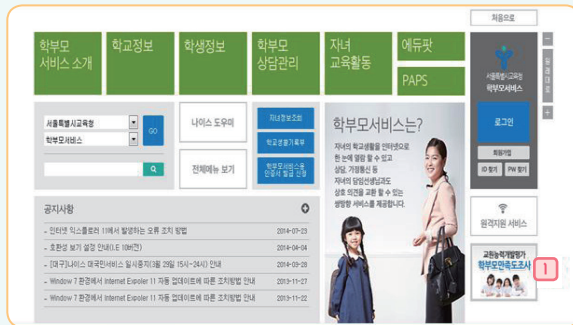 처음으로
학부모
서비스 소개
학교정보
학생정보
학부모
상담관리
자녀
교육활동
에듀팟
PAPS
서울특별시교육청
학부모서비스
로그인
회원가입
ID 찾기
PW 찾기
서울특별시교육청
학부모서비스
GO
나이스 도우미
전체메뉴 보기
자녀정보조회
학교생활기록부
학부모서비스용
인증서 발급 신청
학부모서비스는?
자녀의 학교생활을 인터넷으로
한 눈에 열람 할 수 있고
상담, 가정통신 등
자녀의 담임선생님과도
상호 의견을 교환 할 수 있는
쌍방향 서비스를 제공합니다.
원격지원 서비스
교원능력개발평가
학부모만족도조사
1
공지사항
- 인터넷 익스플로러 11에서 발생하는 오류 조치 방법 2014-07-23
- 호환성 보기 설정 안내(I.E 10버전) 2014-04-04
- [대구]나이스 대국민서비스 일시중지(3월 29일 15시~24시) 안내 2014-03-28
- Window 7 환경에서 Internet Expoler 11 자동 업데이트에 따른 조치방법 안내 2013-11-27
- Window 7 환경에서 Internet Expoler 11 자동 업데이트에 따른 조치방법 안내 2013-11-22